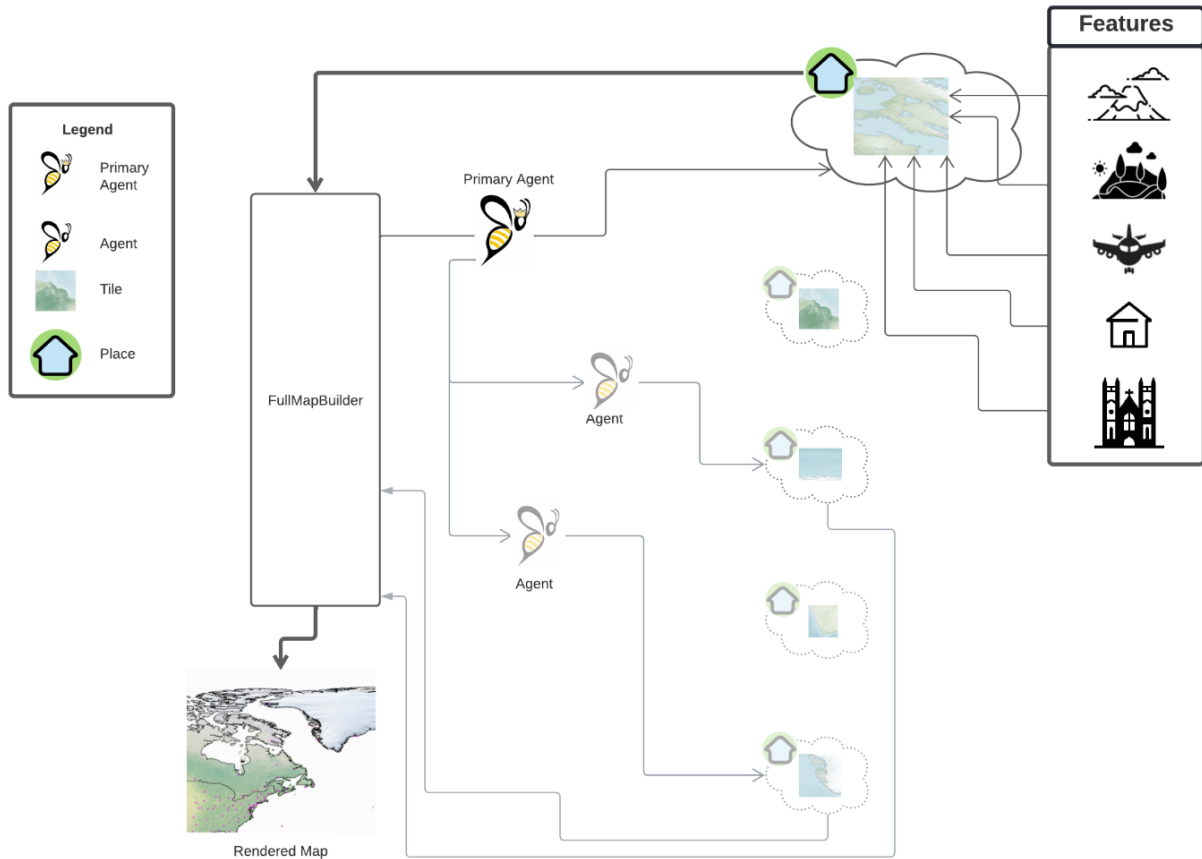 Features
Legend
Primary
Agent
Agent
Tile
Place
Primary Agent
FullMapBuilder
Agent
Agent
Rendered Map